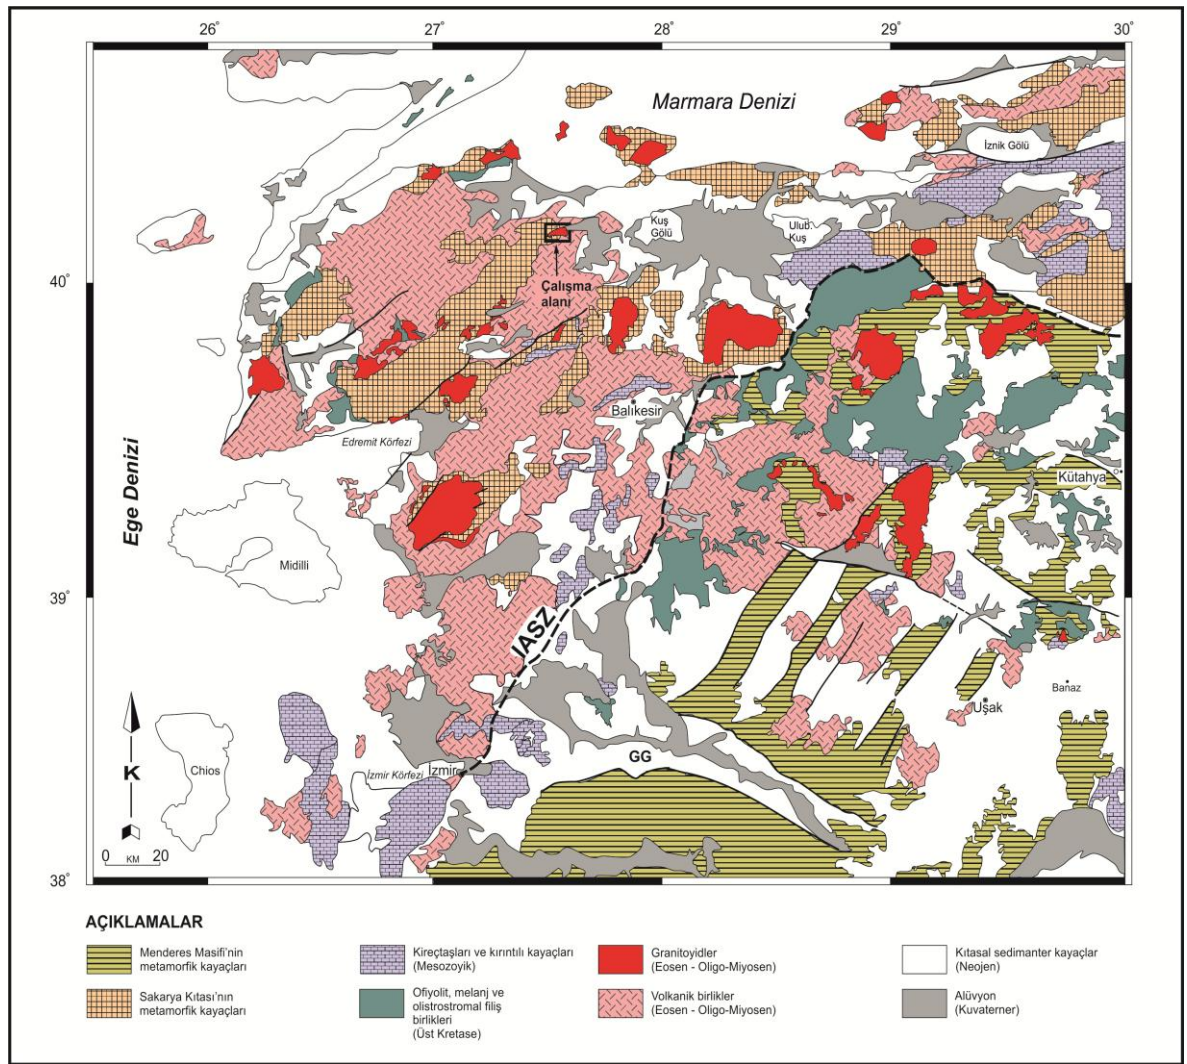 26°
27°
28°
29°
30°
Marmara Denizi
İznik Gölü
Kuş
Gölü
Ulub.
Kuş
40°
40°
Çalışma
alanı
Balıkesir
Edremit Körfezi
Ege Denizi
Kütahya
Midilli
39°
39°
IASZ
Banaz
Uşak
GG
K
Chios
İzmir Körfezi
İzmir
0 20
KM
38°
AÇIKLAMALAR
Menderes Masifi'nin
metamorfik kayaçları
Sakarya Kıtası'nın
metamorfik kayaçları
Kireçtaşları ve kırıntılı kayaçları
(Mesozoyik)
Ofiyolit, melanj ve
olistrostromal filiş
birlikleri
(Üst Kretase)
Granitoyidler
(Eosen - Oligo-Miyosen)
Volkanik birlikler
(Eosen - Oligo-Miyosen)
Kıtasal sedimanter kayaçlar
(Neojen)
Alüvyon
(Kuvaterner)